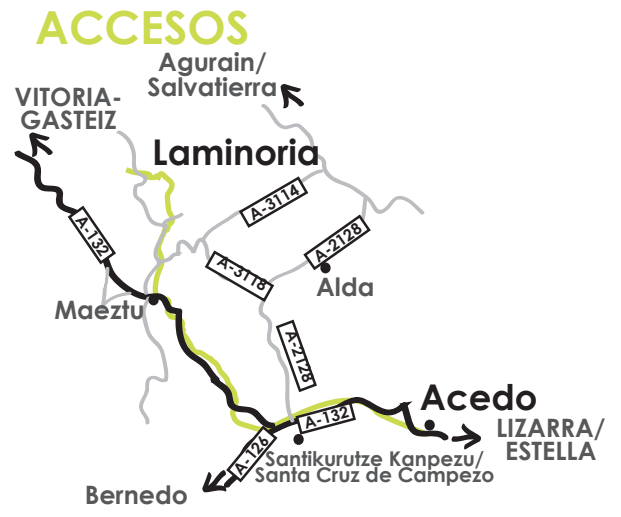 ACCESOS
Agurain/
Salvatierra
VITORIA-
GASTEIZ
Laminoria
A-3114
A-132
A-2128
A-3118
Alda
Maeztu
A-2128
Acedo
A-132
LIZARRA/
ESTELLA
A-126
Santikurutze Kanpezu/
Santa Cruz de Campezo
Bernedo